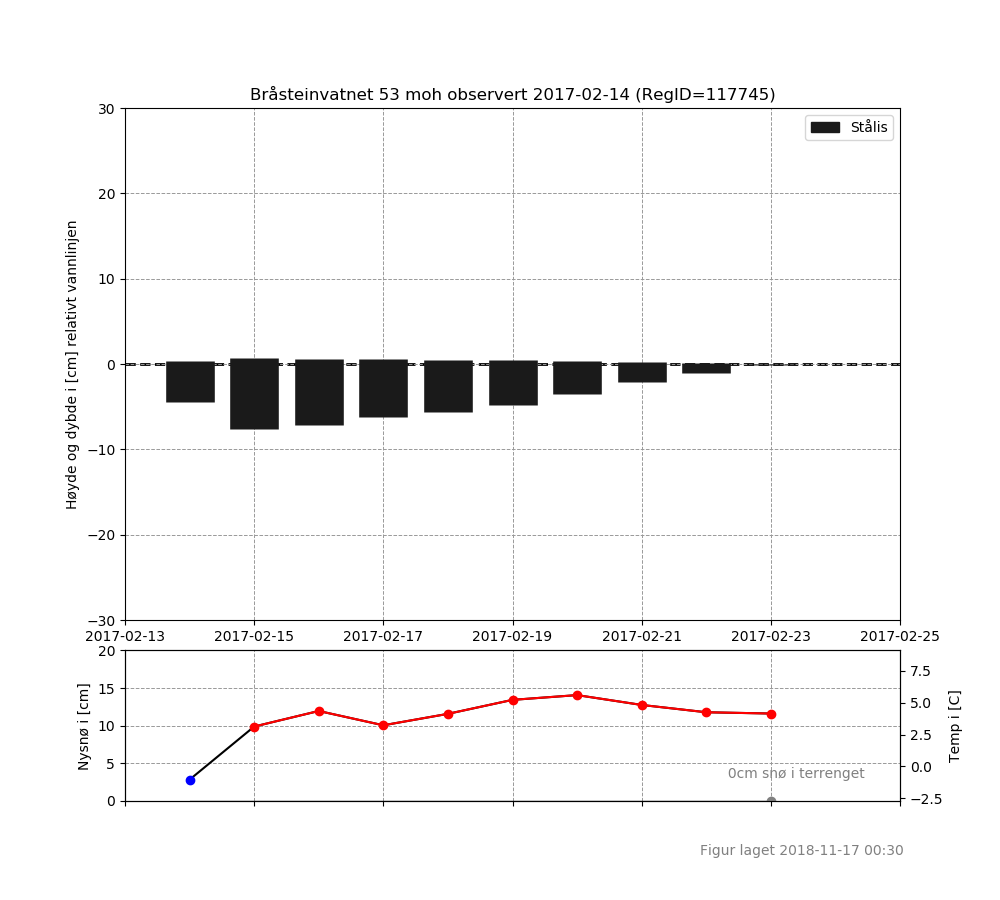 Bråsteinvatnet 53 moh observert 2017-02-14 (RegID=117745)
Stålis
Høyde og dybde i [cm] relativt vannlinjen
30
20
10
0
−10
−20
−30
2017-02-13 2017-02-15 2017-02-17 2017-02-19 2017-02-21 2017-02-23 2017-02-25
Nysnø i [cm]
20
15
10
5
0
7.5
5.0
2.5
0.0
−2.5
Temp i [C]
0cm snø i terrenget
Figur laget 2018-11-17 00:30